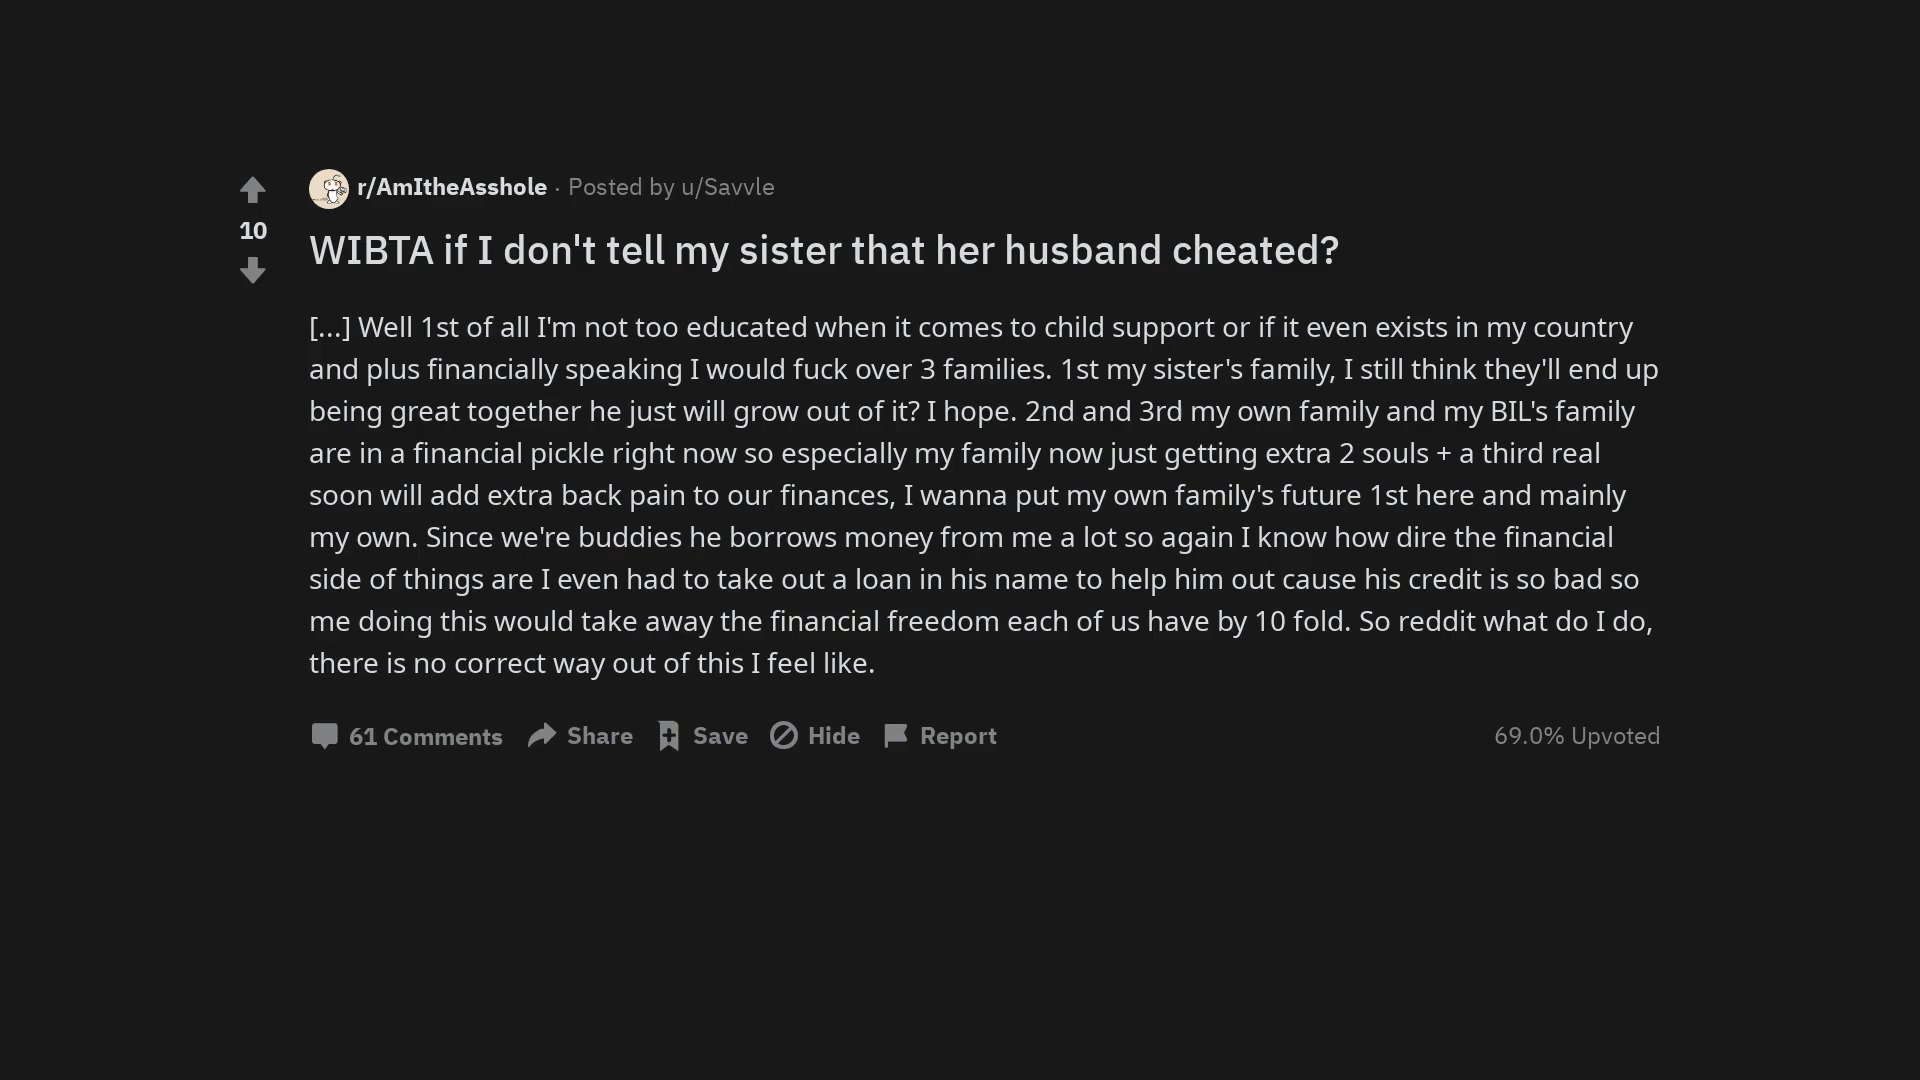 r/AmItheAsshole · Posted by u/Savvle
10
WIBTA if I don't tell my sister that her husband cheated?
[...] Well 1st of all I'm not too educated when it comes to child support or if it even exists in my country
and plus financially speaking I would fuck over 3 families. 1st my sister's family, I still think they'll end up
being great together he just will grow out of it? I hope. 2nd and 3rd my own family and my BIL's family
are in a financial pickle right now so especially my family now just getting extra 2 souls + a third real
soon will add extra back pain to our finances, I wanna put my own family's future 1st here and mainly
my own. Since we're buddies he borrows money from me a lot so again I know how dire the financial
side of things are I even had to take out a loan in his name to help him out cause his credit is so bad so
me doing this would take away the financial freedom each of us have by 10 fold. So reddit what do I do,
there is no correct way out of this I feel like.
61 Comments Share Save Hide Report 69.0% Upvoted